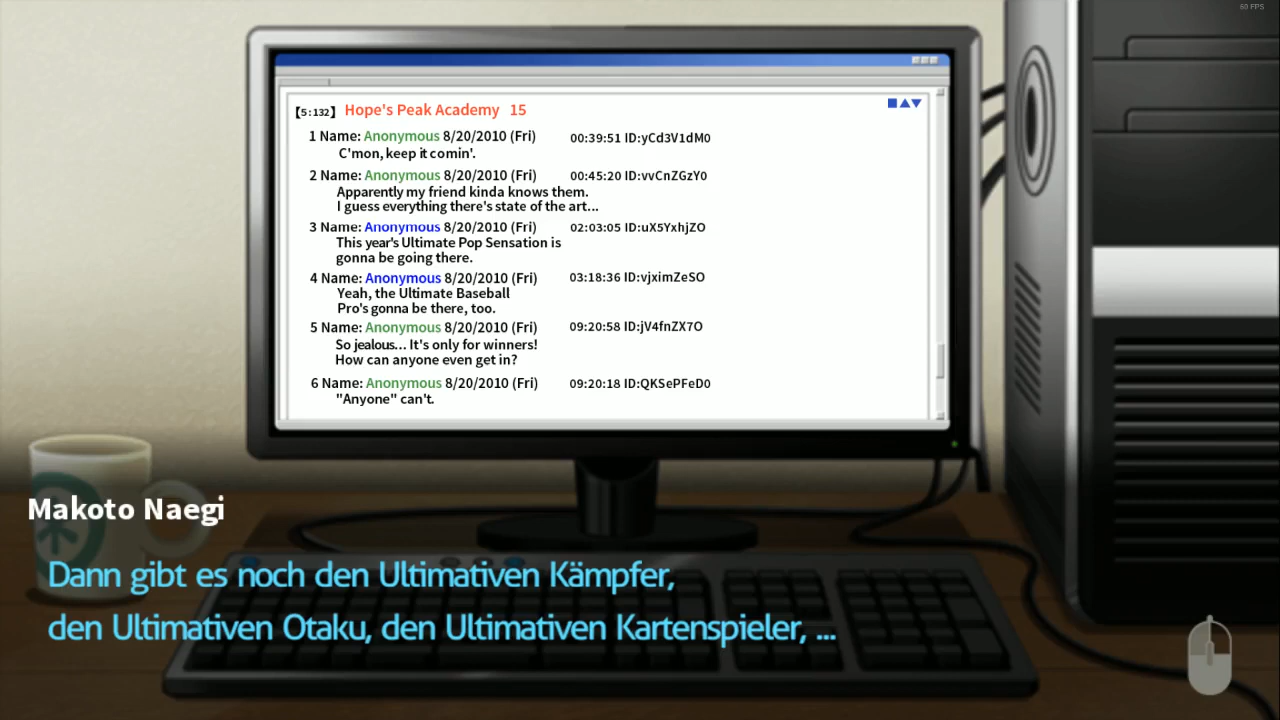 60 FPS
【5:132】 Hope's Peak Academy 15
1 Name: Anonymous 8/20/2010 (Fri) 00:39:51 ID:yCd3V1dM0
C'mon, keep it comin'.
2 Name: Anonymous 8/20/2010 (Fri) 00:45:20 ID:vvCnZGzY0
Apparently my friend kinda knows them.
I guess everything there's state of the art...
3 Name: Anonymous 8/20/2010 (Fri) 02:03:05 ID:uX5YxhjZO
This year's Ultimate Pop Sensation is
gonna be going there.
4 Name: Anonymous 8/20/2010 (Fri) 03:18:36 ID:vjximZeSO
Yeah, the Ultimate Baseball
Pro's gonna be there, too.
5 Name: Anonymous 8/20/2010 (Fri) 09:20:58 ID:jV4fnZX7O
So jealous... It's only for winners!
How can anyone even get in?
6 Name: Anonymous 8/20/2010 (Fri) 09:20:18 ID:QKSePFeD0
"Anyone" can't.
Makoto Naegi
Dann gibt es noch den Ultimativen Kämpfer,
den Ultimativen Otaku, den Ultimativen Kartenspieler, ...